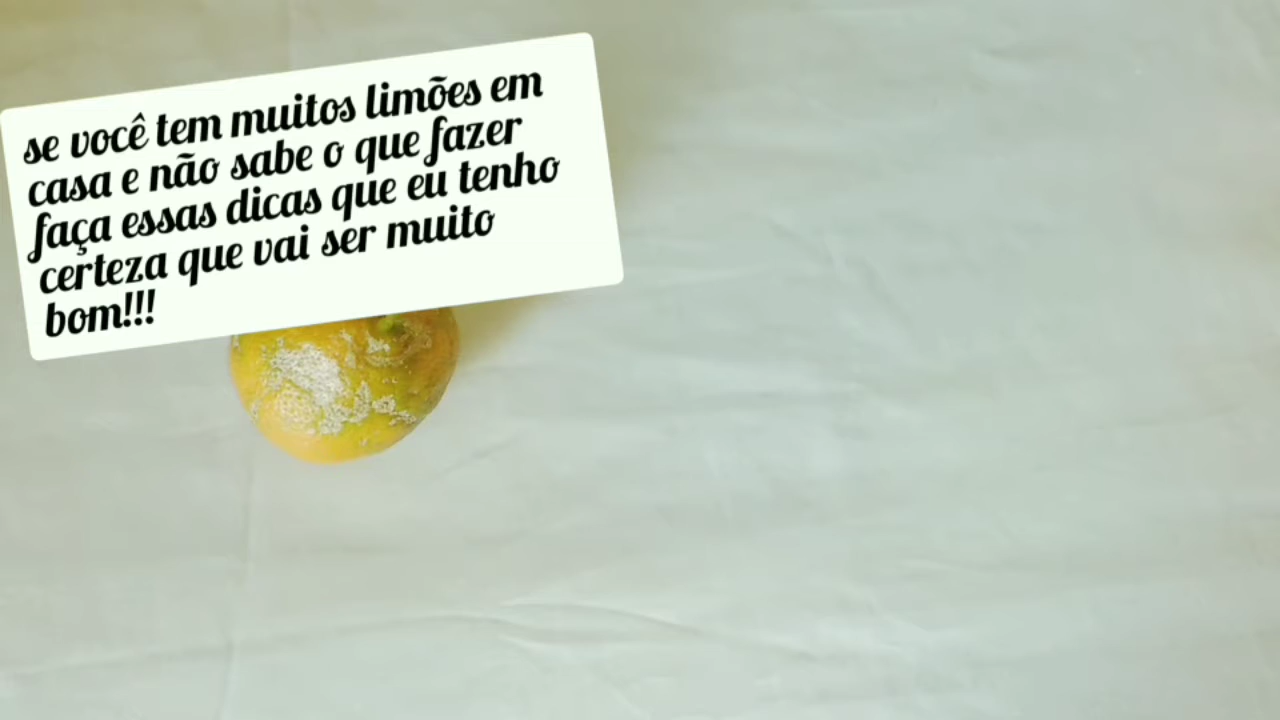 se você tem muitos limões em
casa e não sabe o que fazer
faça essas dicas que eu tenho
certeza que vai ser muito
bom!!!